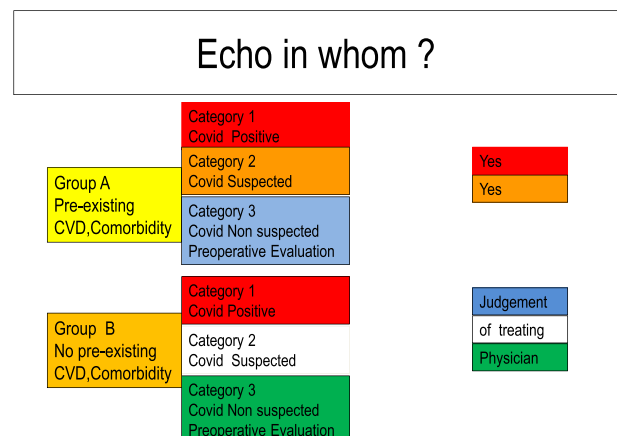 Echo in whom ?
Category 1
Covid Positive
Category 2
Covid Suspected
Category 3
Covid Non suspected
Preoperative Evaluation
Group A
Pre-existing
CVD,Comorbidity
Yes
Yes
Category 1
Covid Positive
Category 2
Covid Suspected
Category 3
Covid Non suspected
Preoperative Evaluation
Group B
No pre-existing
CVD,Comorbidity
Judgement
of treating
Physician